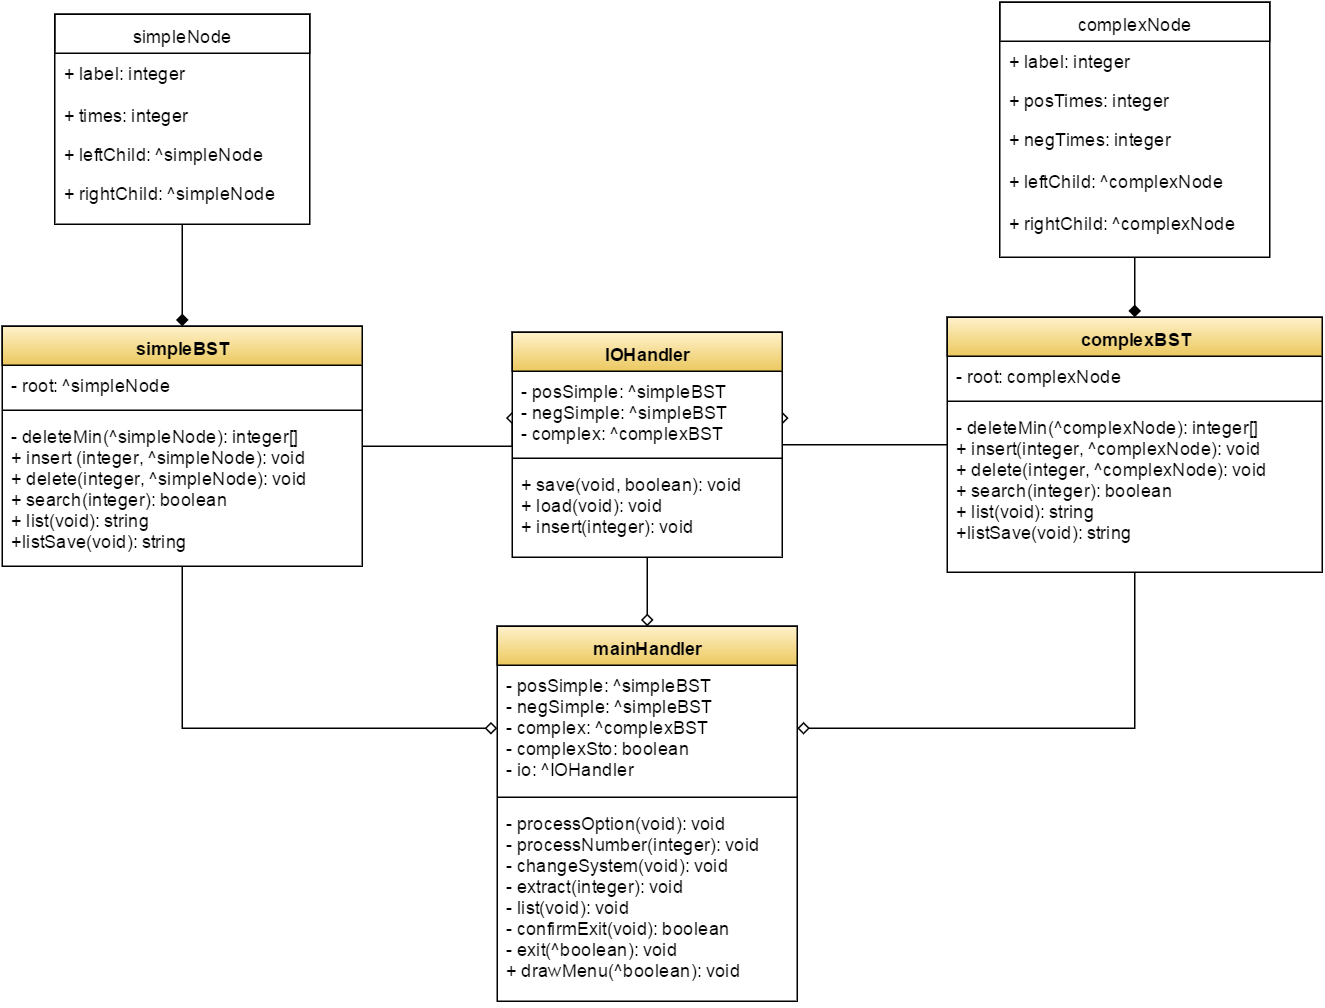 simpleNode
+ label: integer
+ times: integer
+ leftChild: ^simpleNode
+ rightChild: ^simpleNode
complexNode
+ label: integer
+ posTimes: integer
+ negTimes: integer
+ leftChild: ^complexNode
+ rightChild: ^complexNode
simpleBST
- root: ^simpleNode
- deleteMin(^simpleNode): integer[]
+ insert (integer, ^simpleNode): void
+ delete(integer, ^simpleNode): void
+ search(integer): boolean
+ list(void): string
+listSave(void): string
IOHandler
- posSimple: ^simpleBST
- negSimple: ^simpleBST
- complex: ^complexBST
+ save(void, boolean): void
+ load(void): void
+ insert(integer): void
complexBST
- root: complexNode
- deleteMin(^complexNode): integer[]
+ insert(integer, ^complexNode): void
+ delete(integer, ^complexNode): void
+ search(integer): boolean
+ list(void): string
+listSave(void): string
mainHandler
- posSimple: ^simpleBST
- negSimple: ^simpleBST
- complex: ^complexBST
- complexSto: boolean
- io: ^IOHandler
- processOption(void): void
- processNumber(integer): void
- changeSystem(void): void
- extract(integer): void
- list(void): void
- confirmExit(void): boolean
- exit(^boolean): void
+ drawMenu(^boolean): void